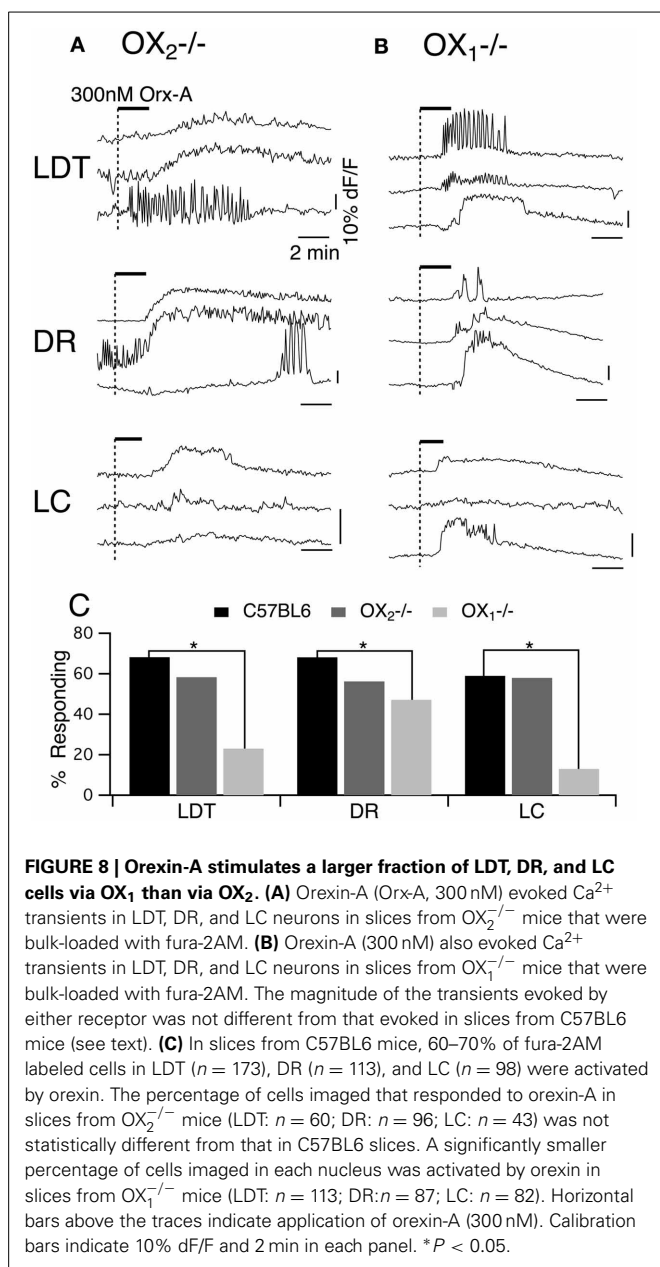 A OX₂-/- B OX₁-/-
300nM Orx-A
LDT
10% dF/F
2 min
DR
LC
C
C57BL6 OX₂-/- OX₁-/-
* * *
80
60
40
20
0
% Responding
LDT DR LC
FIGURE 8 | Orexin-A stimulates a larger fraction of LDT, DR, and LC
cells via OX₁ than via OX₂. (A) Orexin-A (Orx-A, 300 nM) evoked Ca²⁺
transients in LDT, DR, and LC neurons in slices from OX₂⁻/⁻ mice that were
bulk-loaded with fura-2AM. (B) Orexin-A (300 nM) also evoked Ca²⁺
transients in LDT, DR, and LC neurons in slices from OX₁⁻/⁻ mice that were
bulk-loaded with fura-2AM. The magnitude of the transients evoked by
either receptor was not different from that evoked in slices from C57BL6
mice (see text). (C) In slices from C57BL6 mice, 60–70% of fura-2AM
labeled cells in LDT (n = 173), DR (n = 113), and LC (n = 98) were activated
by orexin. The percentage of cells imaged that responded to orexin-A in
slices from OX₂⁻/⁻ mice (LDT: n = 60; DR: n = 96; LC: n = 43) was not
statistically different from that in C57BL6 slices. A significantly smaller
percentage of cells imaged in each nucleus was activated by orexin in
slices from OX₁⁻/⁻ mice (LDT: n = 113; DR:n = 87; LC: n = 82). Horizontal
bars above the traces indicate application of orexin-A (300 nM). Calibration
bars indicate 10% dF/F and 2 min in each panel. *P < 0.05.